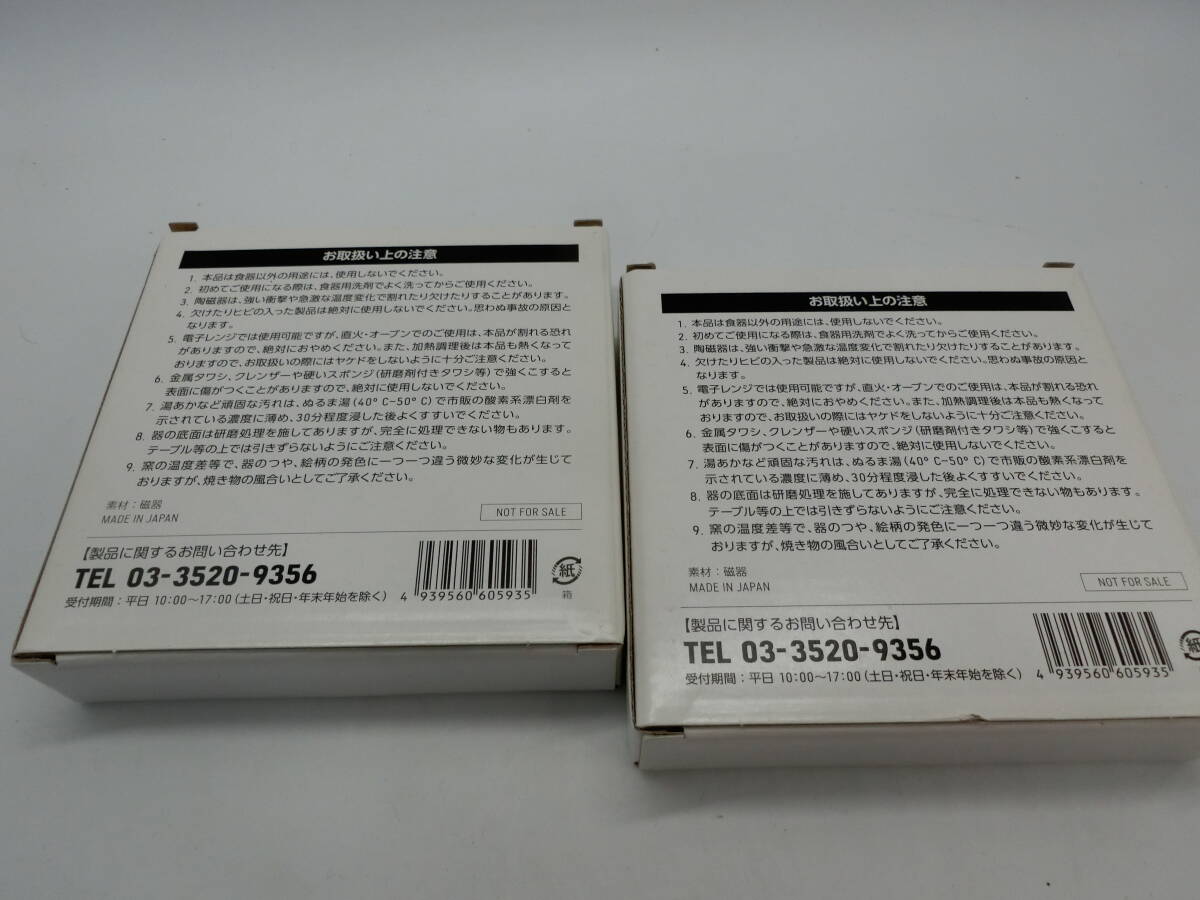 お取扱い上の注意
1. 本品は食器以外の用途には、使用しないでください。
2. 初めてご使用になる際は、食器用洗剤でよく洗ってからご使用ください。
3. 陶磁器は、強い衝撃や急激な温度変化で割れたり欠けたりすることがあります。
4. 欠けたりヒビの入った製品は絶対に使用しないでください。思わぬ事故の原因と
なります。
5. 電子レンジでは使用可能ですが、直火・オーブンでのご使用は、本品が割れる恐れ
がありますので、絶対におやめください。また、加熱調理後は本品も熱くなって
おりますので、お取扱いの際にはヤケドをしないように十分ご注意ください。
6. 金属タワシ、クレンザーや硬いスポンジ(研磨剤付きタワシ等)で強くこすると
表面に傷がつくことがありますので、絶対に使用しないでください。
7. 湯あかなど頑固な汚れは、ぬるま湯(40°C-50°C)で市販の酸素系漂白剤を
示されている濃度に薄め、30分程度浸した後よくすすいでください。
8. 器の底面は研磨処理を施してありますが、完全に処理できない物もあります。
テーブル等の上では引きずらないようにご注意ください。
9. 窯の温度差等で、器のつや、絵柄の発色に一つ一つ違う微妙な変化が生じて
おりますが、焼き物の風合いとしてご了承ください。
素材：磁器
MADE IN JAPAN
NOT FOR SALE
【製品に関するお問い合わせ先】
TEL 03-3520-9356
受付期間：平日 10:00〜17:00(土日・祝日・年末年始を除く)
4 939560 605935
紙
箱
お取扱い上の注意
1. 本品は食器以外の用途には、使用しないでください。
2. 初めてご使用になる際は、食器用洗剤でよく洗ってからご使用ください。
3. 陶磁器は、強い衝撃や急激な温度変化で割れたり欠けたりすることがあります。
4. 欠けたりヒビの入った製品は絶対に使用しないでください。思わぬ事故の原因と
なります。
5. 電子レンジでは使用可能ですが、直火・オーブンでのご使用は、本品が割れる恐れ
がありますので、絶対におやめください。また、加熱調理後は本品も熱くなって
おりますので、お取扱いの際にはヤケドをしないように十分ご注意ください。
6. 金属タワシ、クレンザーや硬いスポンジ(研磨剤付きタワシ等)で強くこすると
表面に傷がつくことがありますので、絶対に使用しないでください。
7. 湯あかなど頑固な汚れは、ぬるま湯(40°C-50°C)で市販の酸素系漂白剤を
示されている濃度に薄め、30分程度浸した後よくすすいでください。
8. 器の底面は研磨処理を施してありますが、完全に処理できない物もあります。
テーブル等の上では引きずらないようにご注意ください。
9. 窯の温度差等で、器のつや、絵柄の発色に一つ一つ違う微妙な変化が生じて
おりますが、焼き物の風合いとしてご了承ください。
素材：磁器
MADE IN JAPAN
NOT FOR SALE
【製品に関するお問い合わせ先】
TEL 03-3520-9356
受付期間：平日 10:00〜17:00(土日・祝日・年末年始を除く)
4 939560 605935
紙